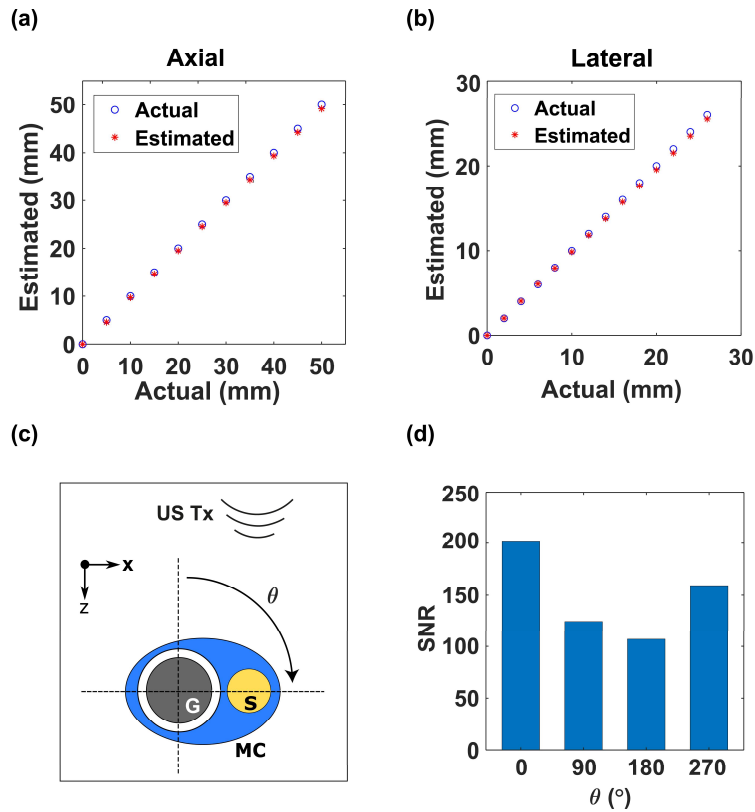 (a)
Axial
Actual
Estimated
Estimated (mm)
50
40
30
20
10
0
0 10 20 30 40 50
Actual (mm)
(b)
Lateral
Actual
Estimated
Estimated (mm)
30
20
10
0
0 10 20 30
Actual (mm)
(c)
US Tx
x
z
θ
G
S
MC
(d)
SNR
250
200
150
100
50
0
0 90 180 270
θ (°)